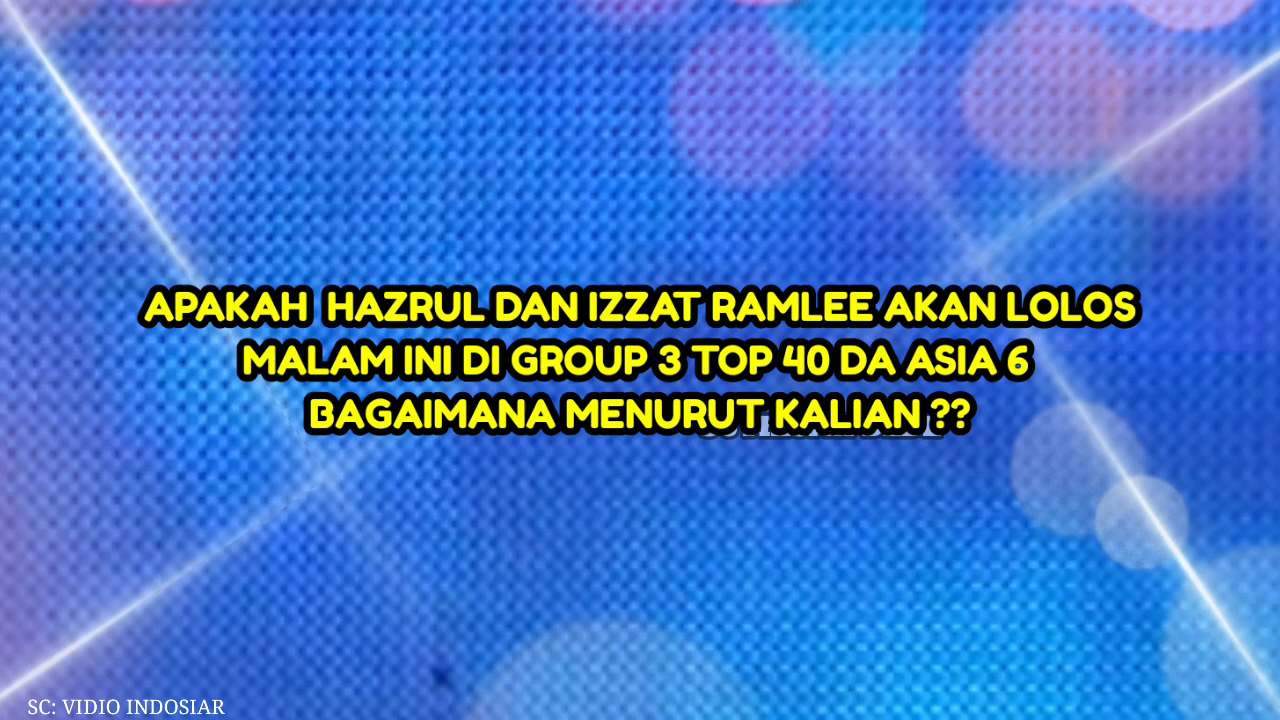 APAKAH HAZRUL DAN IZZAT RAMLEE AKAN LOLOS
MALAM INI DI GROUP 3 TOP 40 DA ASIA 6
BAGAIMANA MENURUT KALIAN ??
SC: VIDIO INDOSIAR